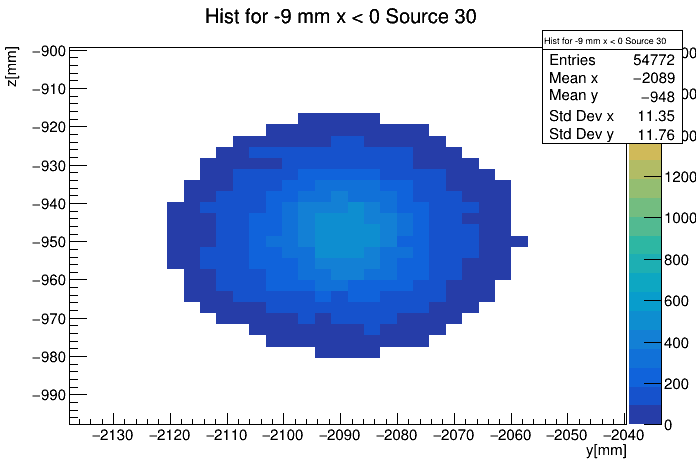 Hist for -9 mm x < 0 Source 30
Hist for -9 mm x < 0 Source 30
Entries 54772
Mean x −2089
Mean y −948
Std Dev x 11.35
Std Dev y 11.76
z[mm]
−900
−910
−920
−930
−940
−950
−960
−970
−980
−990
1200
1000
800
600
400
200
0
−2130 −2120 −2110 −2100 −2090 −2080 −2070 −2060 −2050 −2040
y[mm]